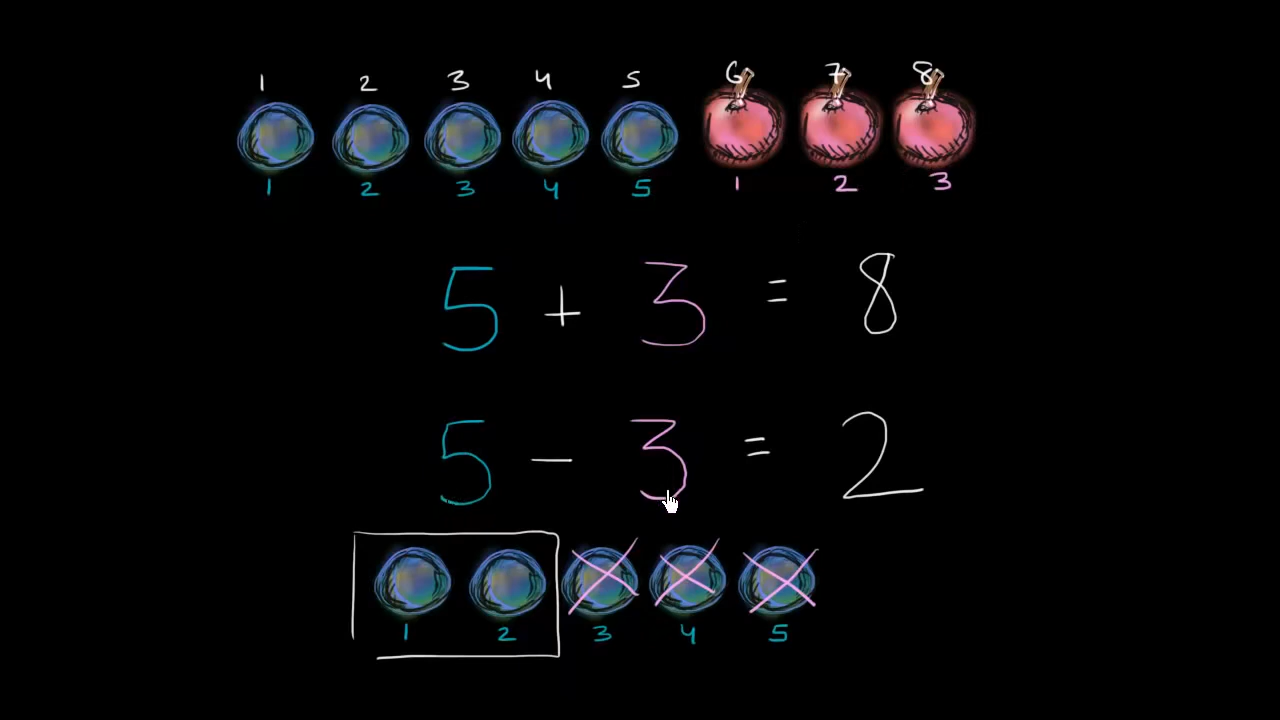 1 2 3 4 5 6 7 8
1 2 3 4 5 1 2 3
5 + 3 = 8
5 - 3 = 2
1 2 3 4 5